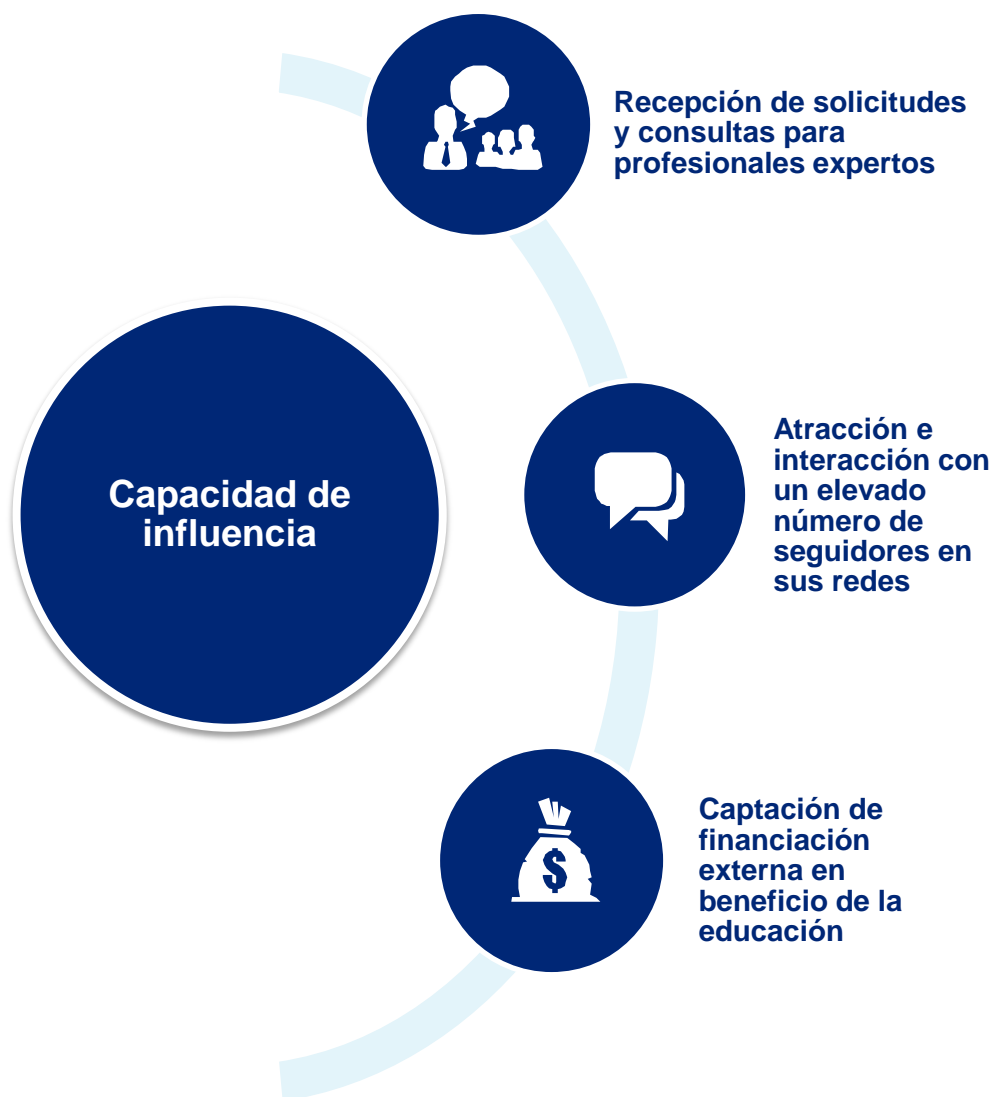 Recepción de solicitudes
y consultas para
profesionales expertos
Capacidad de
influencia
Atracción e
interacción con
un elevado
número de
seguidores en
sus redes
Captación de
financiación
externa en
beneficio de la
educación
$